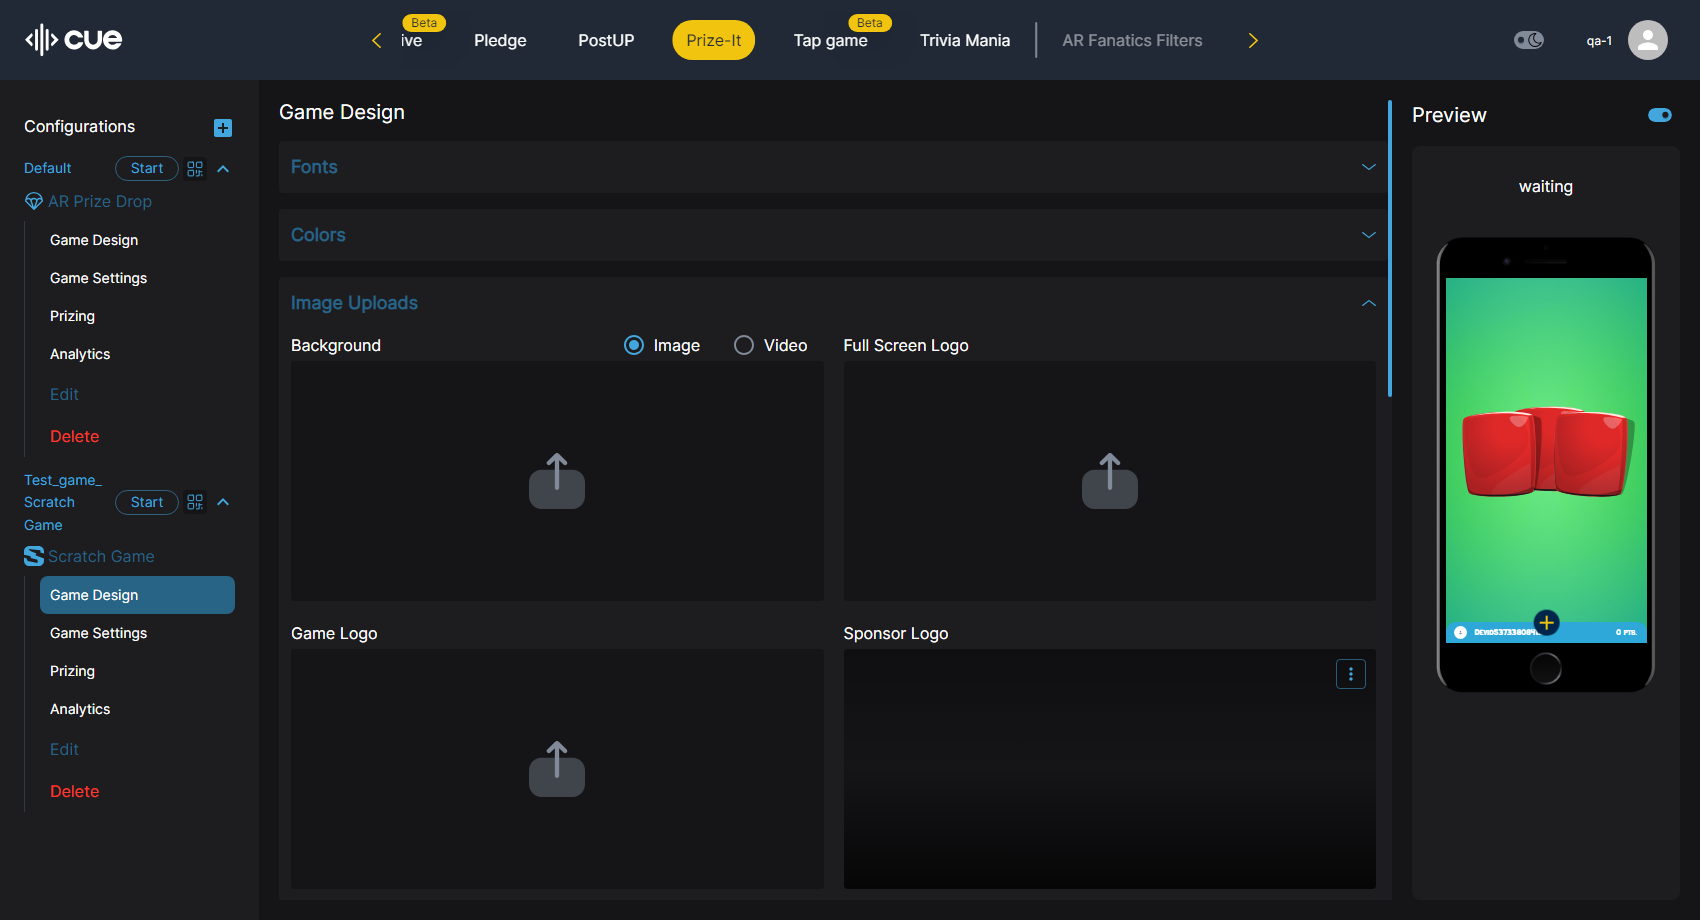 cue
Beta
ive
Pledge
PostUP
Prize-It
Beta
Tap game
Trivia Mania
AR Fanatics Filters
qa-1
Configurations
Default
Start
AR Prize Drop
Game Design
Game Settings
Prizing
Analytics
Edit
Delete
Test_game_
Scratch
Game
Start
Scratch Game
Game Design
Game Settings
Prizing
Analytics
Edit
Delete
Game Design
Fonts
Colors
Image Uploads
Background
Image
Video
Full Screen Logo
Game Logo
Sponsor Logo
Preview
waiting
0 PTS.